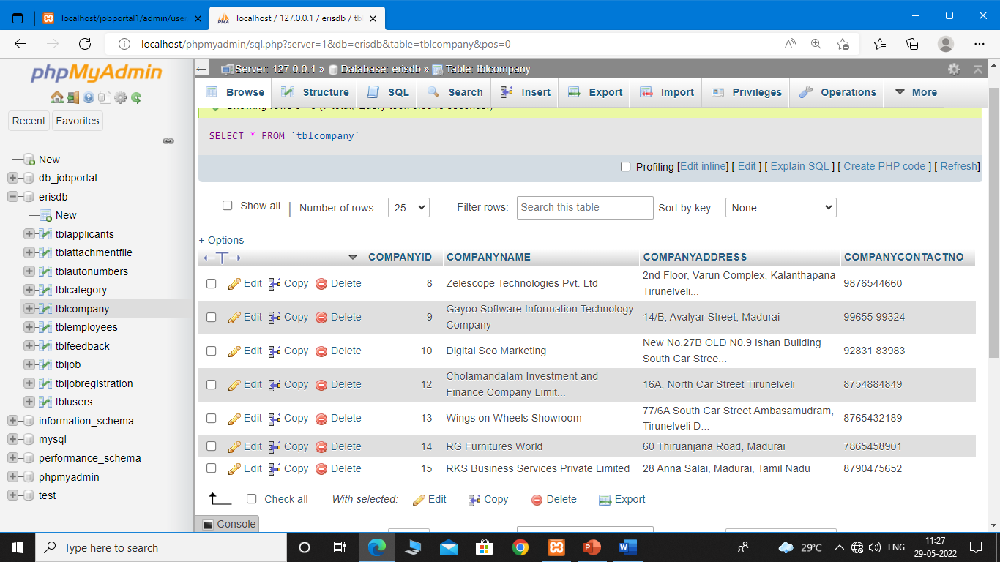 localhost/jobportal1/admin/user
localhost / 127.0.0.1 / erisdb / tb
localhost/phpmyadmin/sql.php?server=1&db=erisdb&table=tblcompany&pos=0
phpMyAdmin
Recent Favorites
New
db_jobportal
erisdb
New
tblapplicants
tblattachmentfile
tblautonumbers
tblcategory
tblcompany
tblemployees
tblfeedback
tbljob
tbljobregistration
tblusers
information_schema
mysql
performance_schema
phpmyadmin
test
Server: 127.0.0.1 » Database: erisdb » Table: tblcompany
Browse Structure SQL Search Insert Export Import Privileges Operations More
SELECT * FROM `tblcompany`
Profiling [Edit inline] [ Edit ] [ Explain SQL ] [ Create PHP code ] [ Refresh]
Show all Number of rows: 25 Filter rows: Search this table Sort by key: None
+ Options
COMPANYID COMPANYNAME COMPANYADDRESS COMPANYCONTACTNO
Edit Copy Delete 8 Zelescope Technologies Pvt. Ltd 2nd Floor, Varun Complex, Kalanthapana
Tirunelveli... 9876544660
Edit Copy Delete 9 Gayoo Software Information Technology
Company 14/B, Avalyar Street, Madurai 99655 99324
Edit Copy Delete 10 Digital Seo Marketing New No.27B OLD N0.9 Ishan Building
South Car Stree... 92831 83983
Edit Copy Delete 12 Cholamandalam Investment and
Finance Company Limit... 16A, North Car Street Tirunelveli 8754884849
Edit Copy Delete 13 Wings on Wheels Showroom 77/6A South Car Street Ambasamudram,
Tirunelveli D... 8765432189
Edit Copy Delete 14 RG Furnitures World 60 Thiruanjana Road, Madurai 7865458901
Edit Copy Delete 15 RKS Business Services Private Limited 28 Anna Salai, Madurai, Tamil Nadu 8790475652
Check all With selected: Edit Copy Delete Export
Console
Type here to search
29°C ENG 11:27
29-05-2022